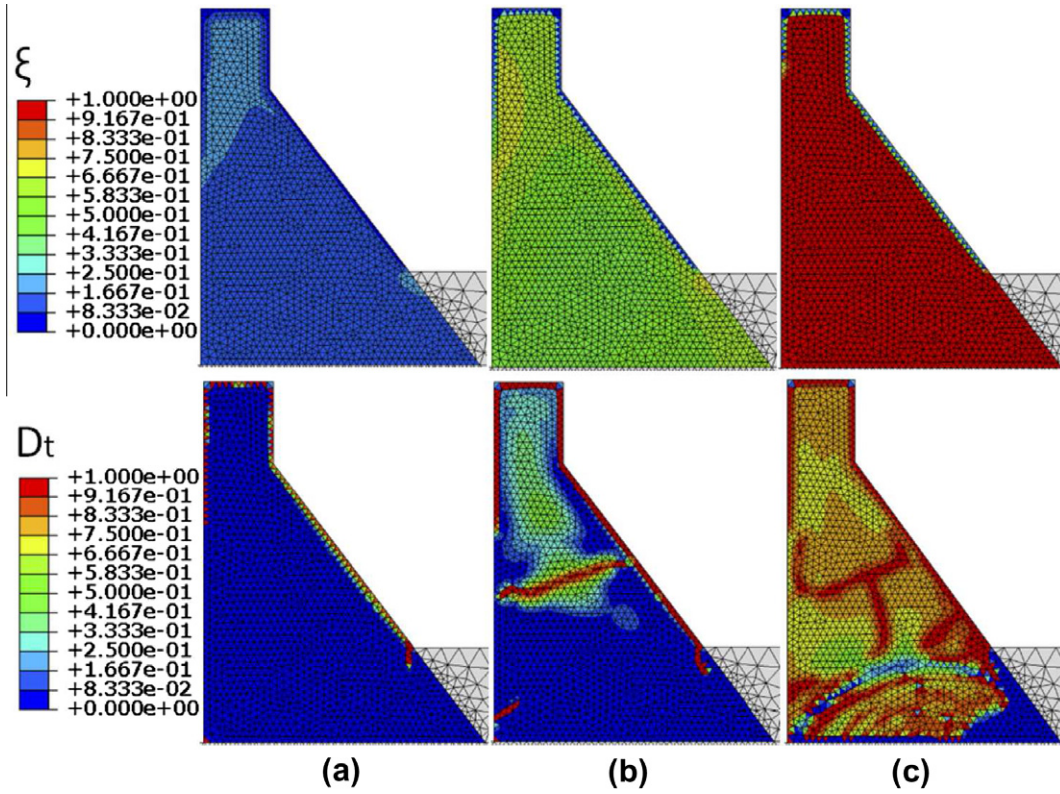 ξ
+1.000e+00
+9.167e-01
+8.333e-01
+7.500e-01
+6.667e-01
+5.833e-01
+5.000e-01
+4.167e-01
+3.333e-01
+2.500e-01
+1.667e-01
+8.333e-02
+0.000e+00
Dt
+1.000e+00
+9.167e-01
+8.333e-01
+7.500e-01
+6.667e-01
+5.833e-01
+5.000e-01
+4.167e-01
+3.333e-01
+2.500e-01
+1.667e-01
+8.333e-02
+0.000e+00
(a) (b) (c)